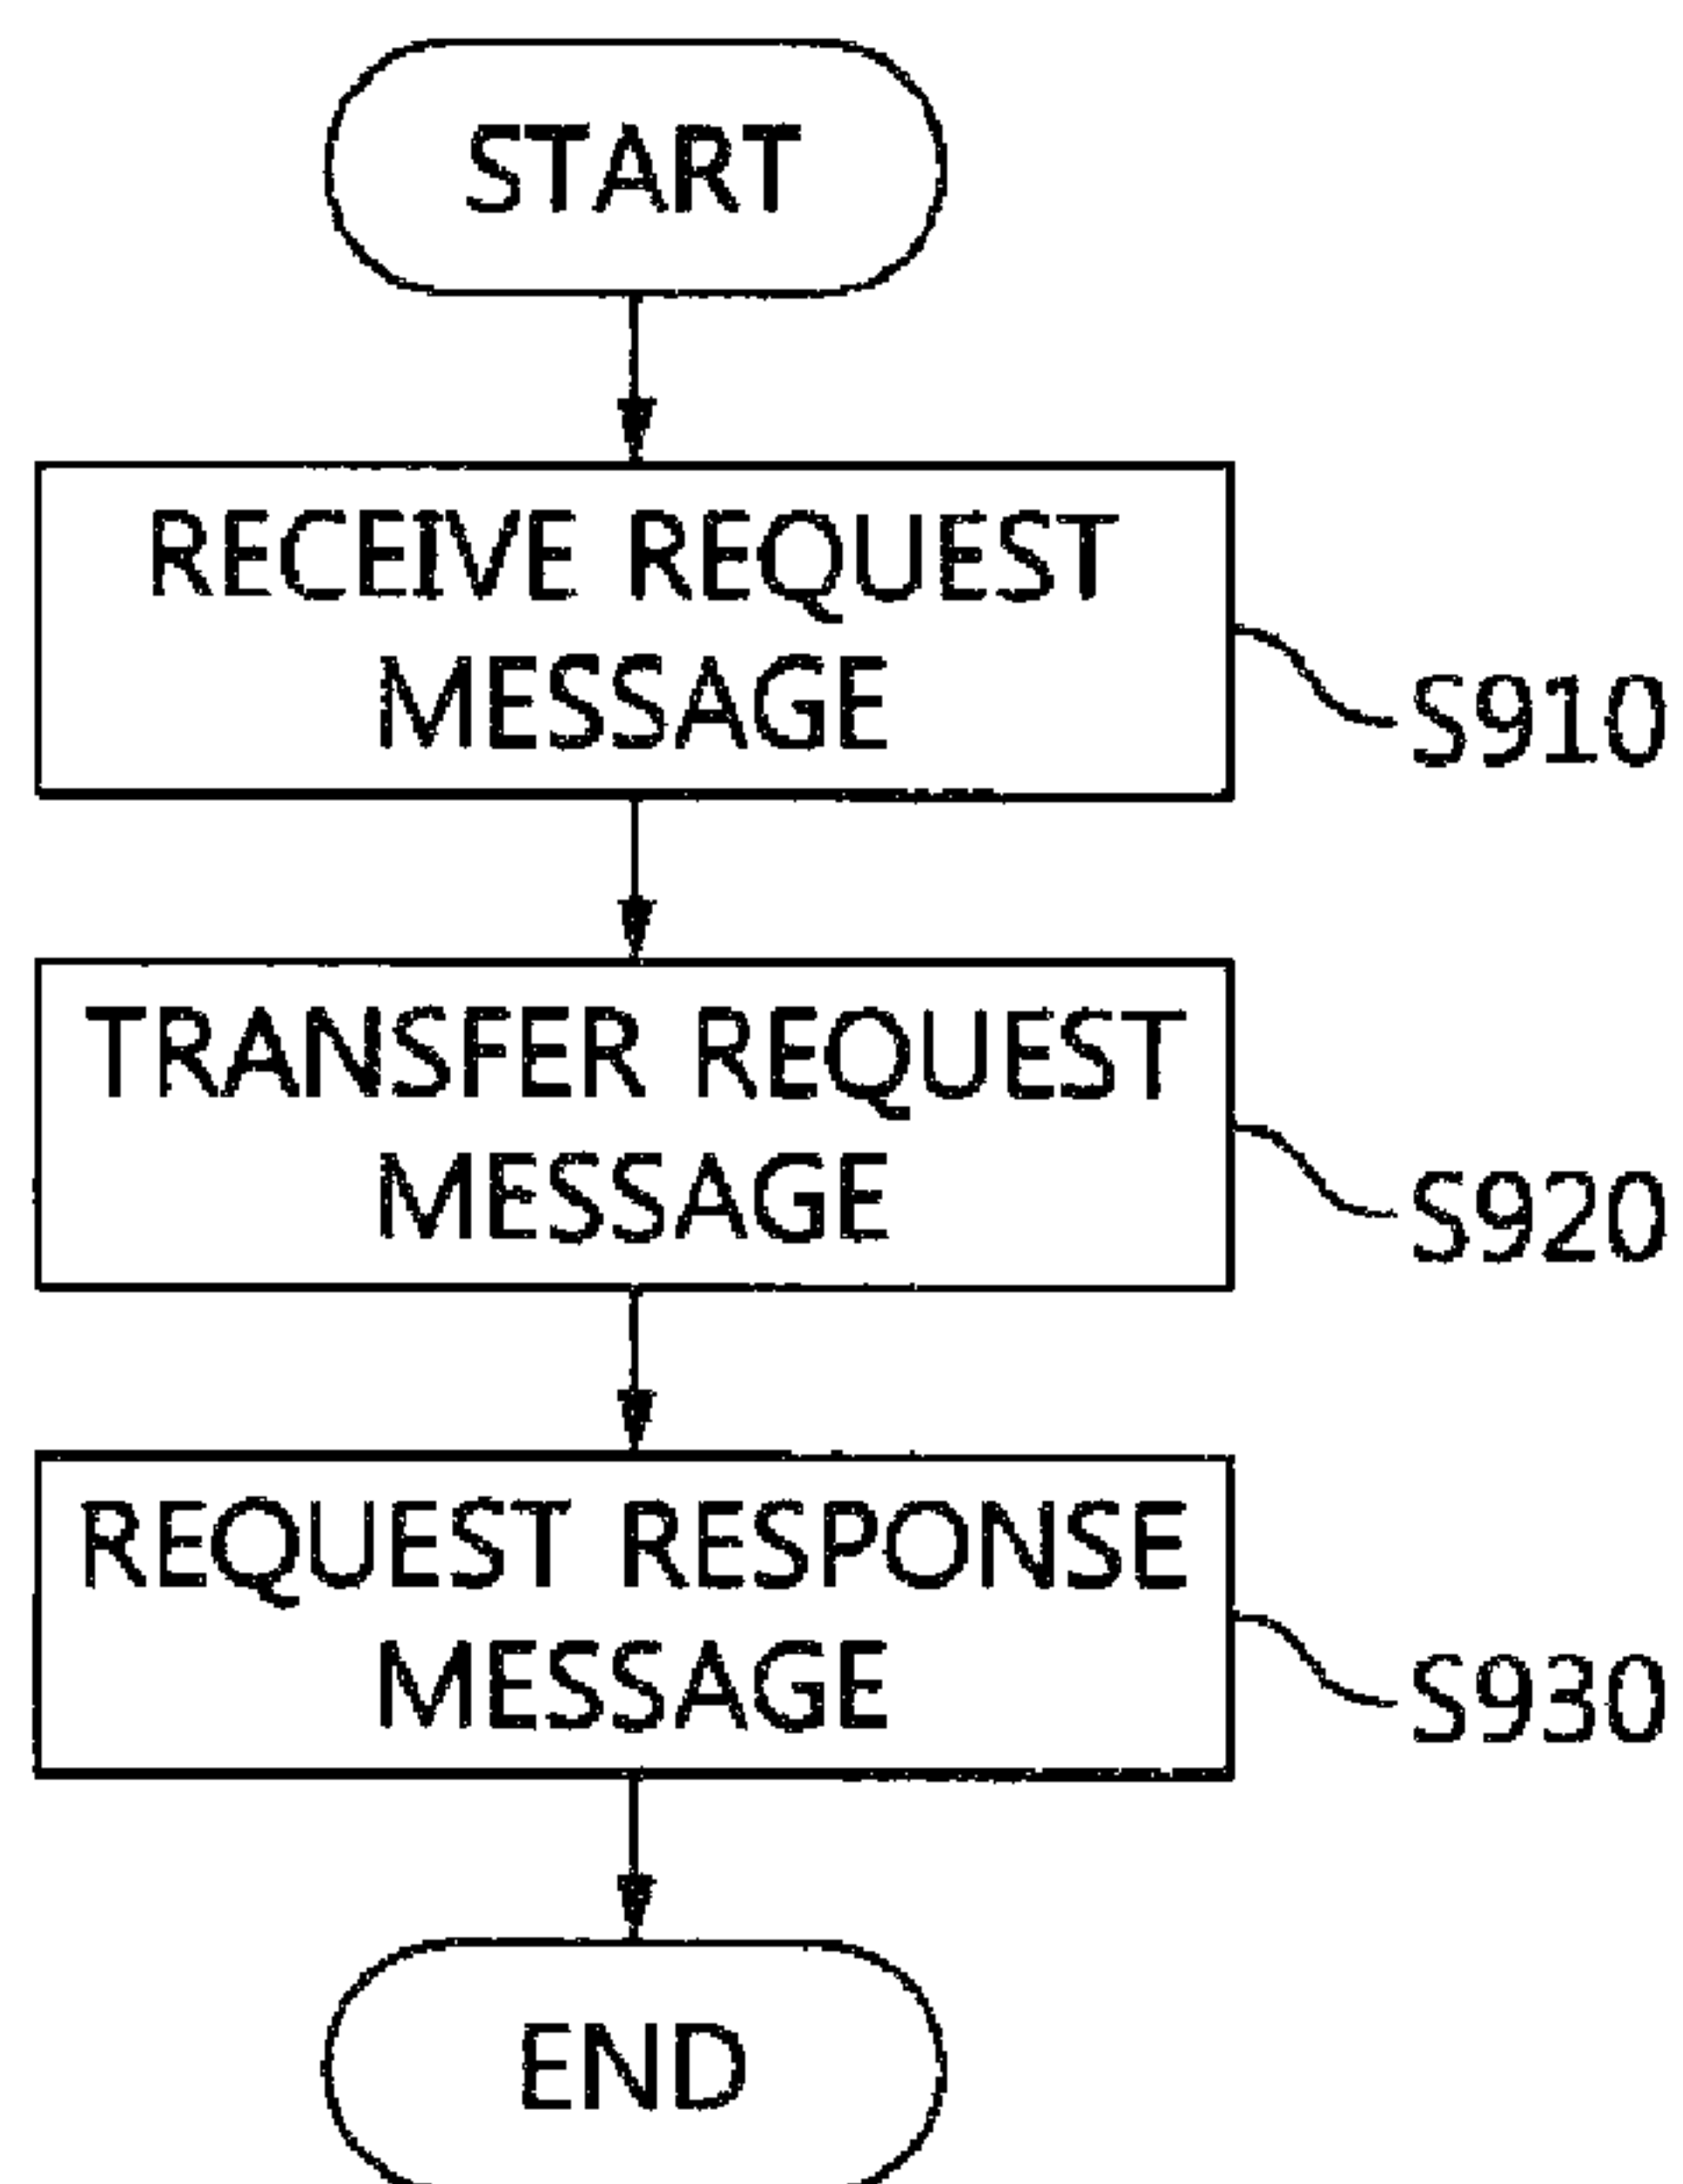 START
RECEIVE REQUEST
MESSAGE
S910
TRANSFER REQUEST
MESSAGE
S920
REQUEST RESPONSE
MESSAGE
S930
END